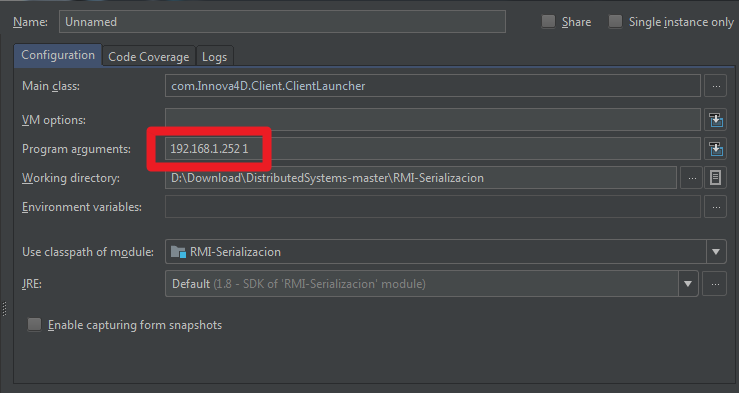 Name: Unnamed Share Single instance only
Configuration Code Coverage Logs
Main class: com.Innova4D.Client.ClientLauncher ...
VM options:
Program arguments: 192.168.1.252 1
Working directory: D:\Download\DistributedSystems-master\RMI-Serializacion ...
Environment variables: ...
Use classpath of module: RMI-Serializacion
JRE: Default (1.8 - SDK of 'RMI-Serializacion' module) ...
Enable capturing form snapshots